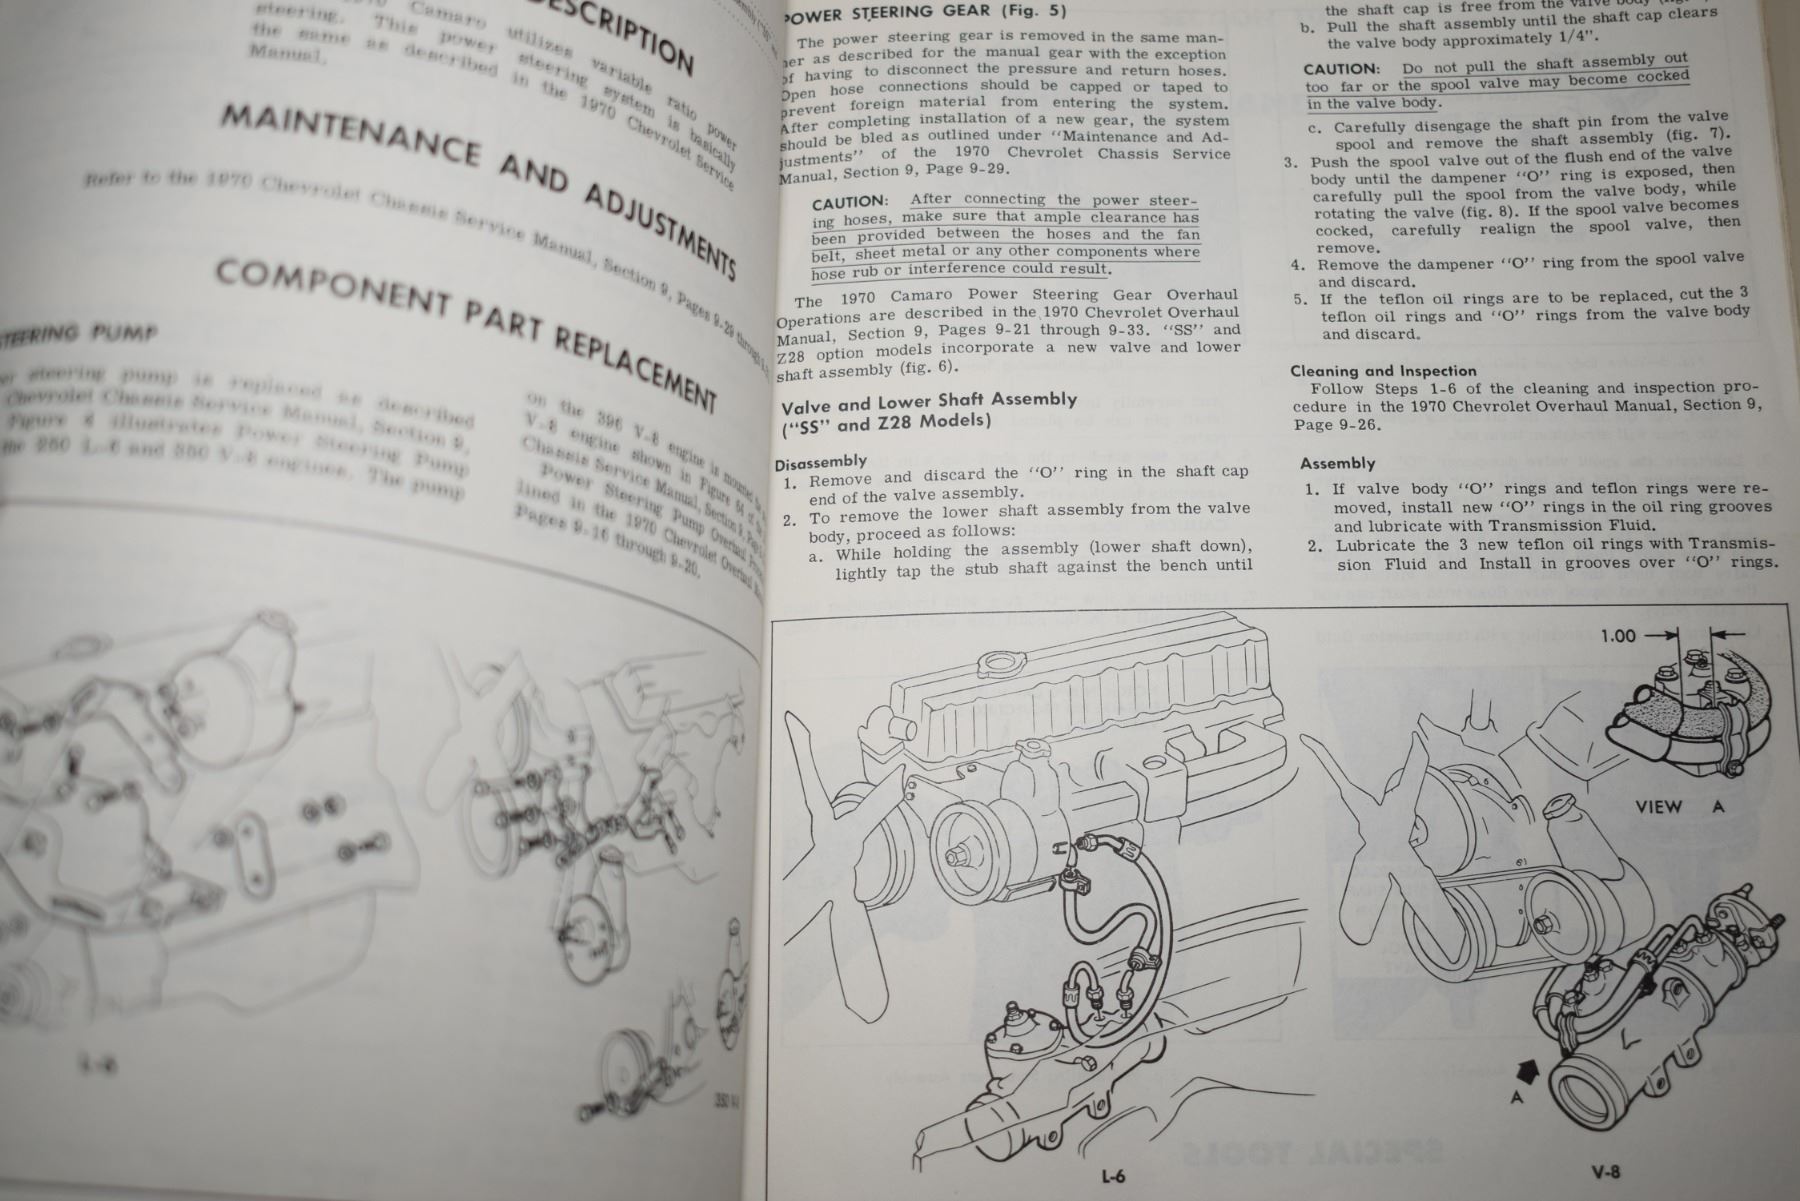 DESCRIPTION
Camaro utilizes variable ratio power
steering. This power steering system is basically
the same as described in the 1970 Chevrolet Service
Manual.
MAINTENANCE AND ADJUSTMENTS
Refer to the 1970 Chevrolet Chassis Service Manual, Section 9, Pages 9-29 through
COMPONENT PART REPLACEMENT
STEERING PUMP
steering pump is replaced as described
Chevrolet Chassis Service Manual, Section 9,
Figure 4 illustrates Power Steering Pump
the 250 L-6 and 350 V-8 engines. The pump
on the 396 V-8 engine is mounted
V-8 engine shown in Figure
Chassis Service Manual, Section 9,
Power Steering Pump Overhaul
lined in the 1970 Chevrolet Overhaul
Pages 9-16 through 9-20.
L-6
POWER STEERING GEAR (Fig. 5)
The power steering gear is removed in the same man-
ner as described for the manual gear with the exception
of having to disconnect the pressure and return hoses.
Open hose connections should be capped or taped to
prevent foreign material from entering the system.
After completing installation of a new gear, the system
should be bled as outlined under "Maintenance and Ad-
justments" of the 1970 Chevrolet Chassis Service
Manual, Section 9, Page 9-29.
CAUTION: After connecting the power steer-
ing hoses, make sure that ample clearance has
been provided between the hoses and the fan
belt, sheet metal or any other components where
hose rub or interference could result.
The 1970 Camaro Power Steering Gear Overhaul
Operations are described in the 1970 Chevrolet Overhaul
Manual, Section 9, Pages 9-21 through 9-33. "SS" and
Z28 option models incorporate a new valve and lower
shaft assembly (fig. 6).
Valve and Lower Shaft Assembly
("SS" and Z28 Models)
Disassembly
1. Remove and discard the "O" ring in the shaft cap
end of the valve assembly.
2. To remove the lower shaft assembly from the valve
body, proceed as follows:
a. While holding the assembly (lower shaft down),
lightly tap the stub shaft against the bench until
the shaft cap is free from the valve body
b. Pull the shaft assembly until the shaft cap clears
the valve body approximately 1/4".
CAUTION: Do not pull the shaft assembly out
too far or the spool valve may become cocked
in the valve body.
c. Carefully disengage the shaft pin from the valve
spool and remove the shaft assembly (fig. 7).
3. Push the spool valve out of the flush end of the valve
body until the dampener "O" ring is exposed, then
carefully pull the spool from the valve body, while
rotating the valve (fig. 8). If the spool valve becomes
cocked, carefully realign the spool valve, then
remove.
4. Remove the dampener "O" ring from the spool valve
and discard.
5. If the teflon oil rings are to be replaced, cut the 3
teflon oil rings and "O" rings from the valve body
and discard.
Cleaning and Inspection
Follow Steps 1-6 of the cleaning and inspection pro-
cedure in the 1970 Chevrolet Overhaul Manual, Section 9,
Page 9-26.
Assembly
1. If valve body "O" rings and teflon rings were re-
moved, install new "O" rings in the oil ring grooves
and lubricate with Transmission Fluid.
2. Lubricate the 3 new teflon oil rings with Transmis-
sion Fluid and Install in grooves over "O" rings.
1.00
VIEW A
A
L-6
V-8